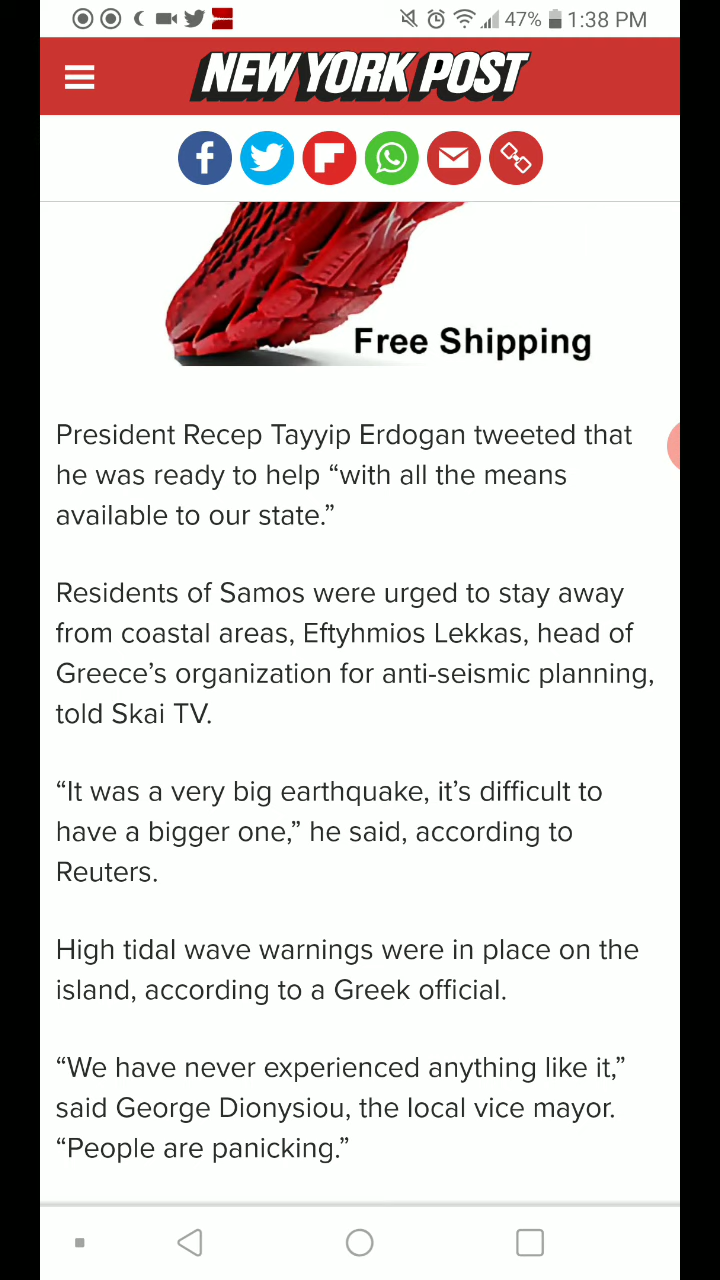 47% 1:38 PM
NEW YORK POST
Free Shipping
President Recep Tayyip Erdogan tweeted that
he was ready to help “with all the means
available to our state.”
Residents of Samos were urged to stay away
from coastal areas, Eftyhmios Lekkas, head of
Greece’s organization for anti-seismic planning,
told Skai TV.
“It was a very big earthquake, it’s difficult to
have a bigger one,” he said, according to
Reuters.
High tidal wave warnings were in place on the
island, according to a Greek official.
“We have never experienced anything like it,”
said George Dionysiou, the local vice mayor.
“People are panicking.”